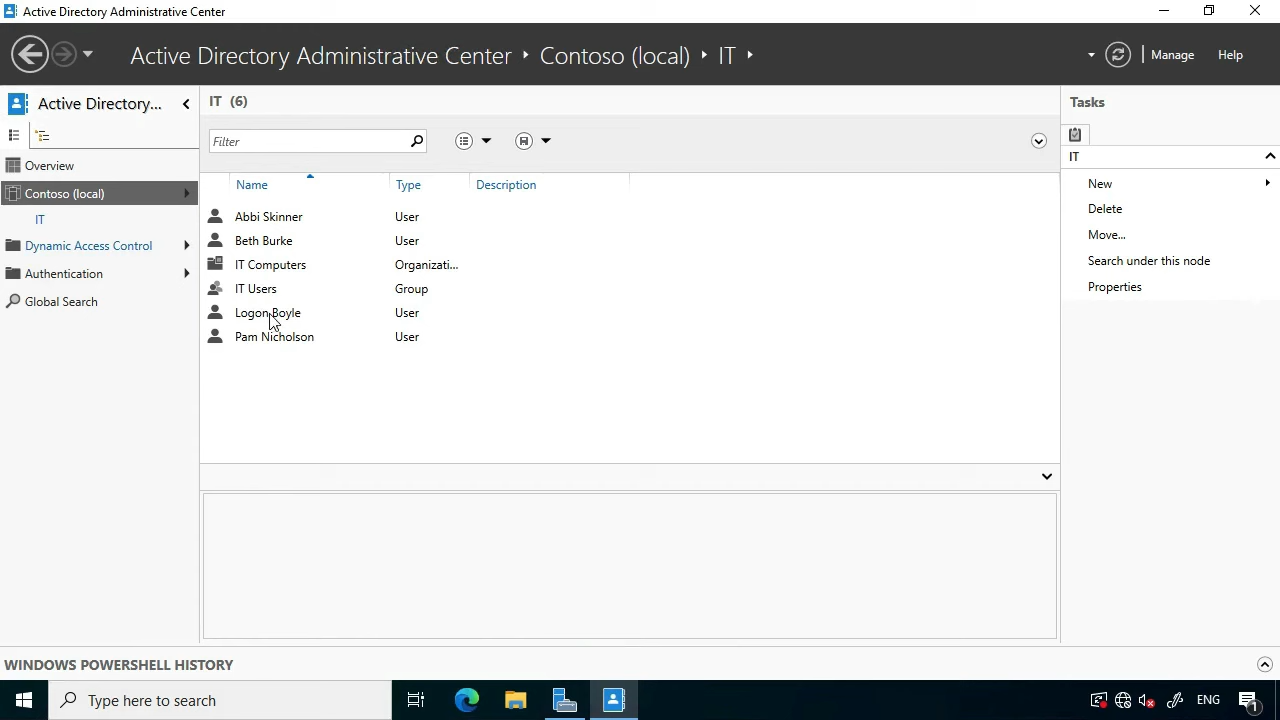 Active Directory Administrative Center
Active Directory Administrative Center ‣ Contoso (local) ‣ IT ‣
Manage
Help
Active Directory...
Overview
Contoso (local)
IT
Dynamic Access Control
Authentication
Global Search
IT (6)
Filter
Name Type Description
Abbi Skinner User
Beth Burke User
IT Computers Organizati...
IT Users Group
Logon Boyle User
Pam Nicholson User
Tasks
IT
New
Delete
Move...
Search under this node
Properties
WINDOWS POWERSHELL HISTORY
Type here to search
ENG
1